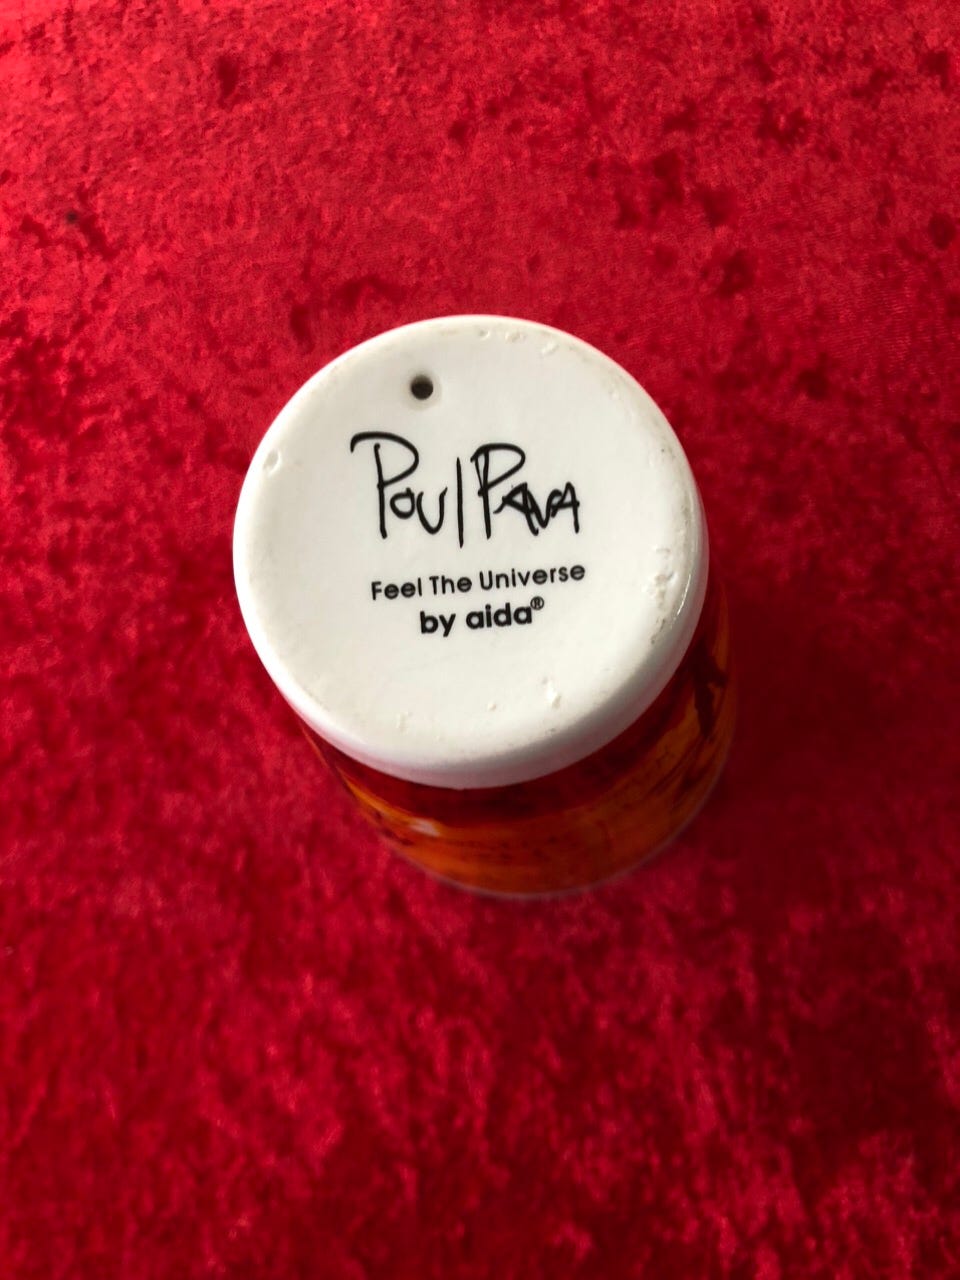 Poul Pava
Feel The Universe
by aida®